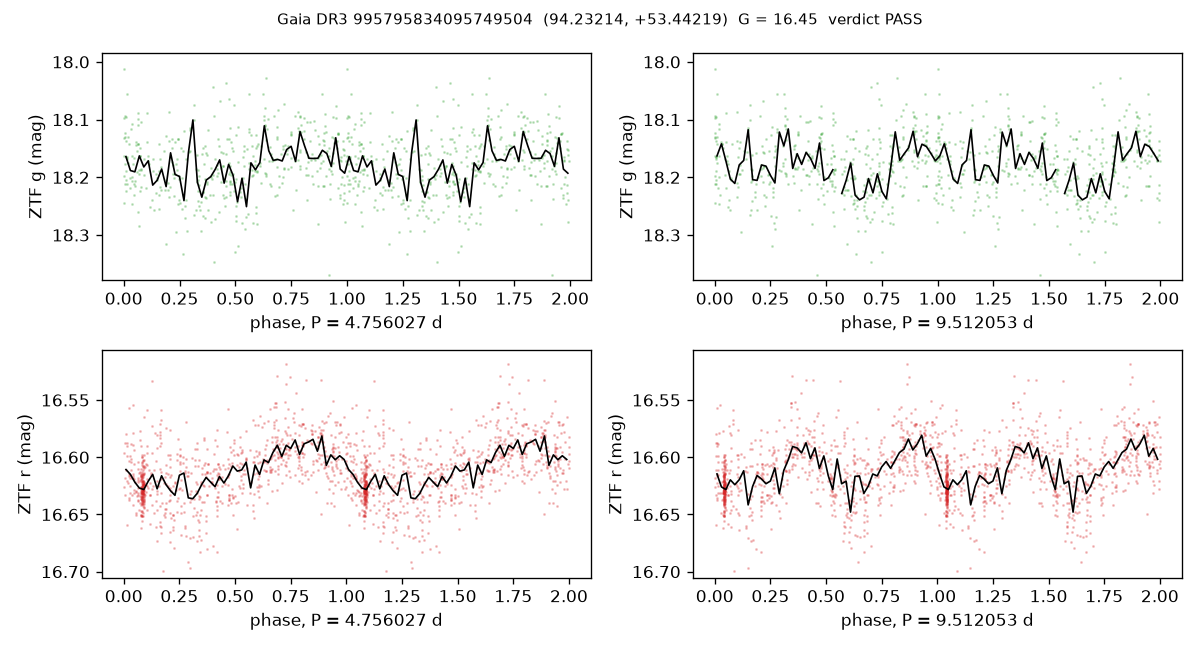 Gaia DR3 995795834095749504 (94.23214, +53.44219) G = 16.45 verdict PASS
18.0
18.1
18.2
18.3
ZTF g (mag)
0.00 0.25 0.50 0.75 1.00 1.25 1.50 1.75 2.00
phase, P = 4.756027 d
18.0
18.1
18.2
18.3
ZTF g (mag)
0.00 0.25 0.50 0.75 1.00 1.25 1.50 1.75 2.00
phase, P = 9.512053 d
16.55
16.60
16.65
16.70
ZTF r (mag)
0.00 0.25 0.50 0.75 1.00 1.25 1.50 1.75 2.00
phase, P = 4.756027 d
16.55
16.60
16.65
16.70
ZTF r (mag)
0.00 0.25 0.50 0.75 1.00 1.25 1.50 1.75 2.00
phase, P = 9.512053 d